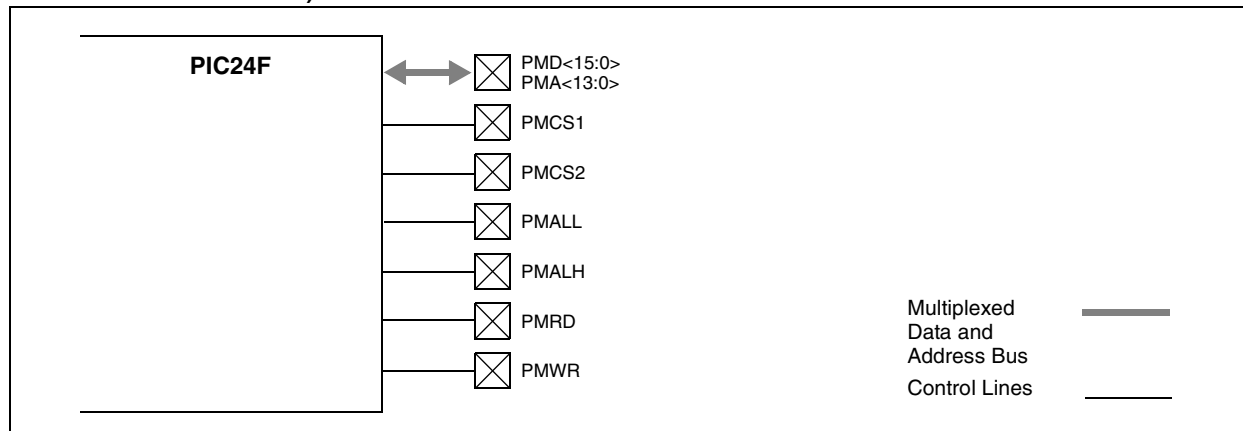 PIC24F
PMD<15:0>
PMA<13:0>
PMCS1
PMCS2
PMALL
PMALH
PMRD
PMWR
Multiplexed
Data and
Address Bus
Control Lines